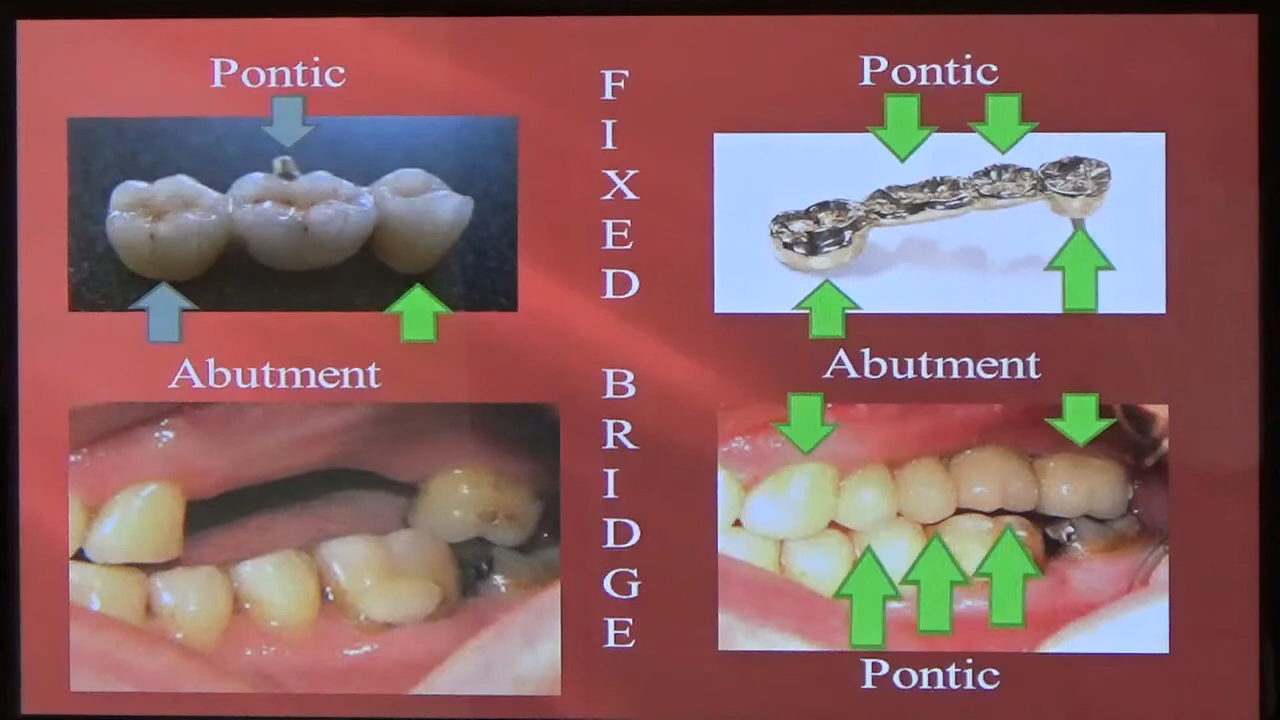 Pontic
Abutment
FIXED
BRIDGE
Pontic
Abutment
Pontic